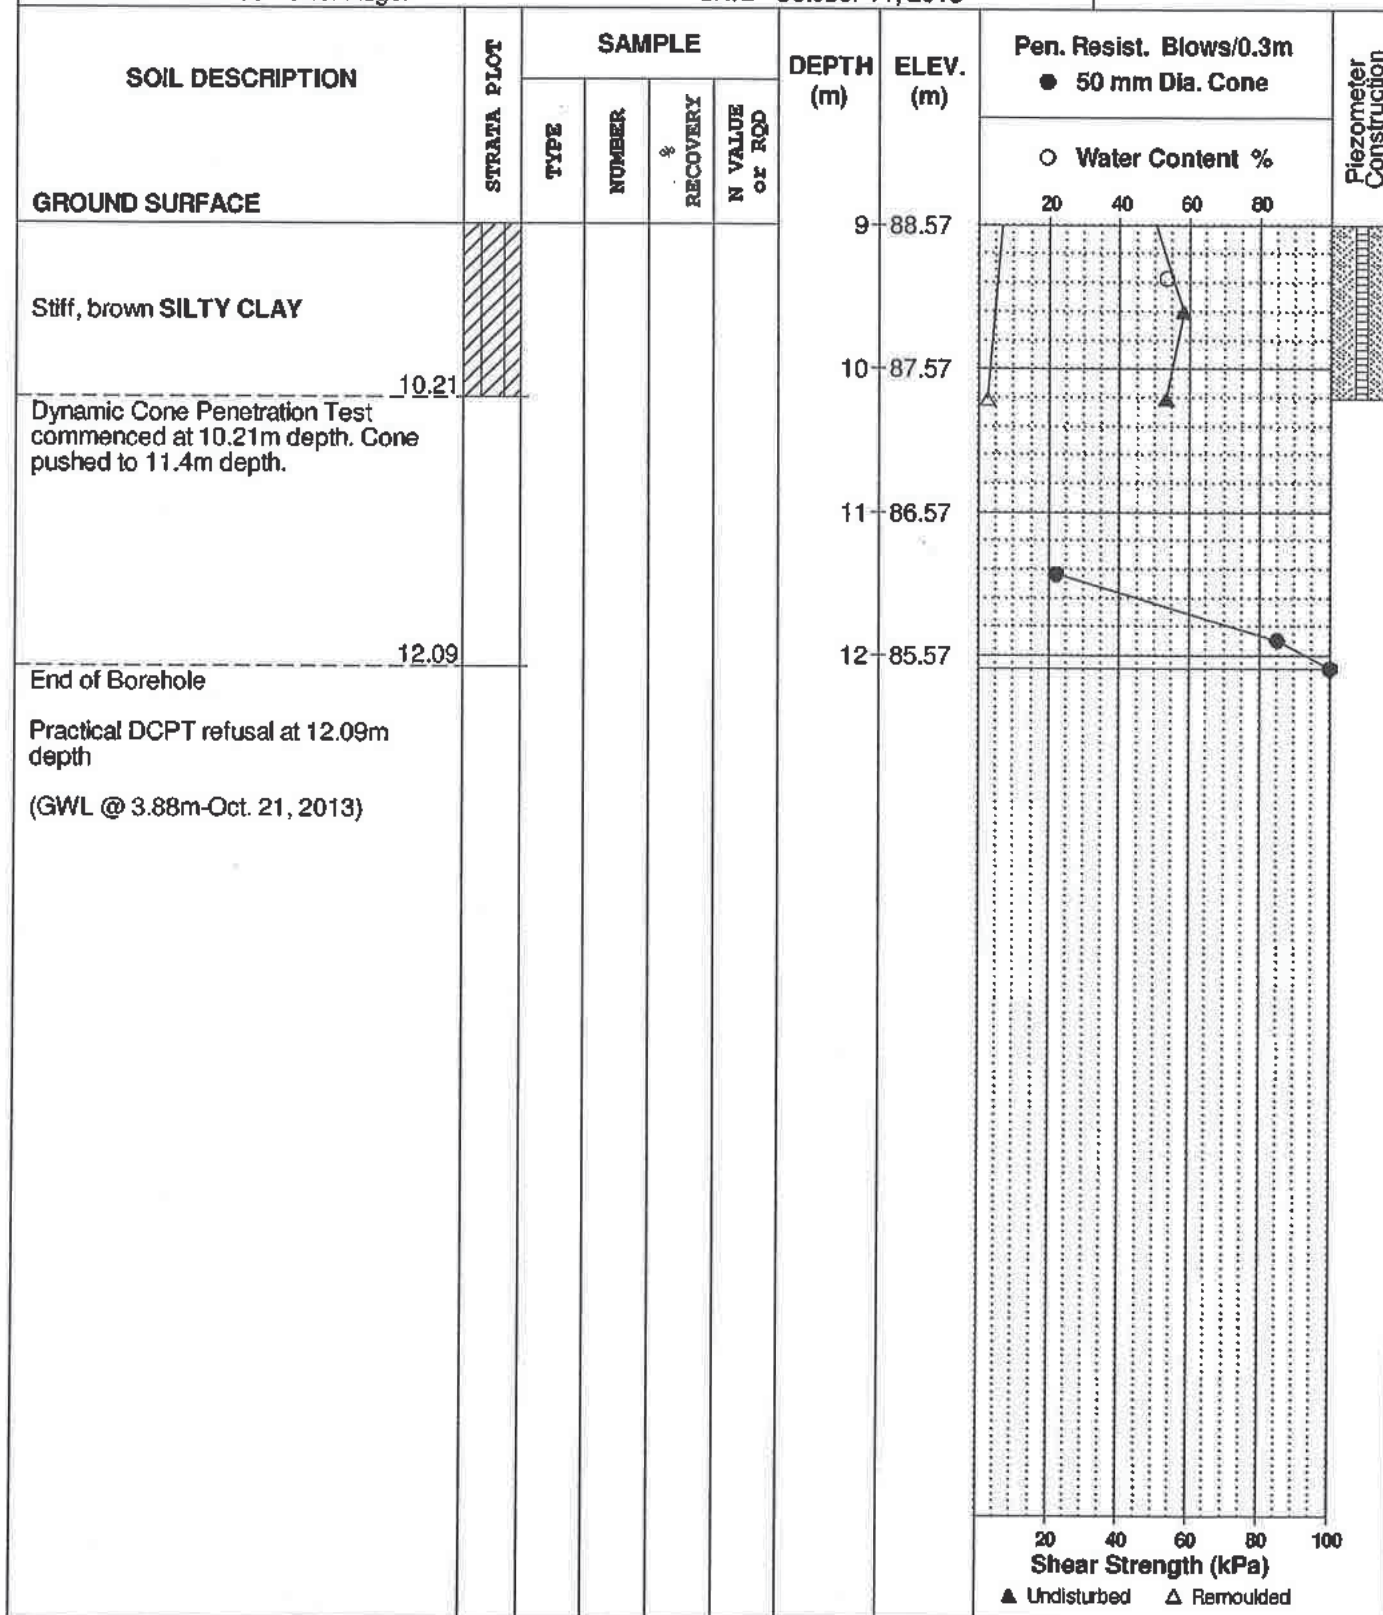 SOIL DESCRIPTION
GROUND SURFACE
STRATA PLOT
SAMPLE
TYPE
NUMBER
%
RECOVERY
N VALUE
or RQD
DEPTH
(m)
ELEV.
(m)
Pen. Resist. Blows/0.3m
● 50 mm Dia. Cone
○ Water Content %
20 40 60 80
Piezometer
Construction
9 88.57
Stiff, brown SILTY CLAY
10 87.57
10.21
Dynamic Cone Penetration Test
commenced at 10.21m depth. Cone
pushed to 11.4m depth.
11 86.57
12.09
12 85.57
End of Borehole
Practical DCPT refusal at 12.09m
depth
(GWL @ 3.88m-Oct. 21, 2013)
20 40 60 80 100
Shear Strength (kPa)
▲ Undisturbed △ Remoulded